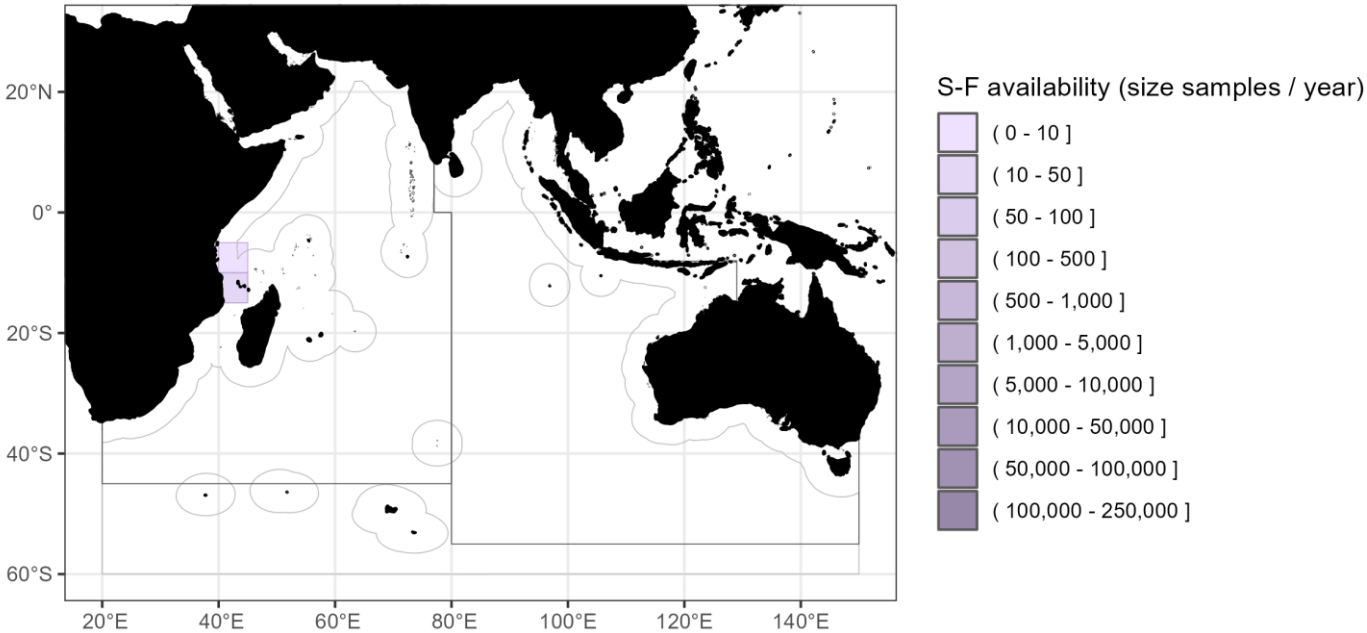 S-F availability (size samples / year)
( 0 - 10 ]
( 10 - 50 ]
( 50 - 100 ]
( 100 - 500 ]
( 500 - 1,000 ]
( 1,000 - 5,000 ]
( 5,000 - 10,000 ]
( 10,000 - 50,000 ]
( 50,000 - 100,000 ]
( 100,000 - 250,000 ]
20°N
0°
20°S
40°S
60°S
20°E 40°E 60°E 80°E 100°E 120°E 140°E